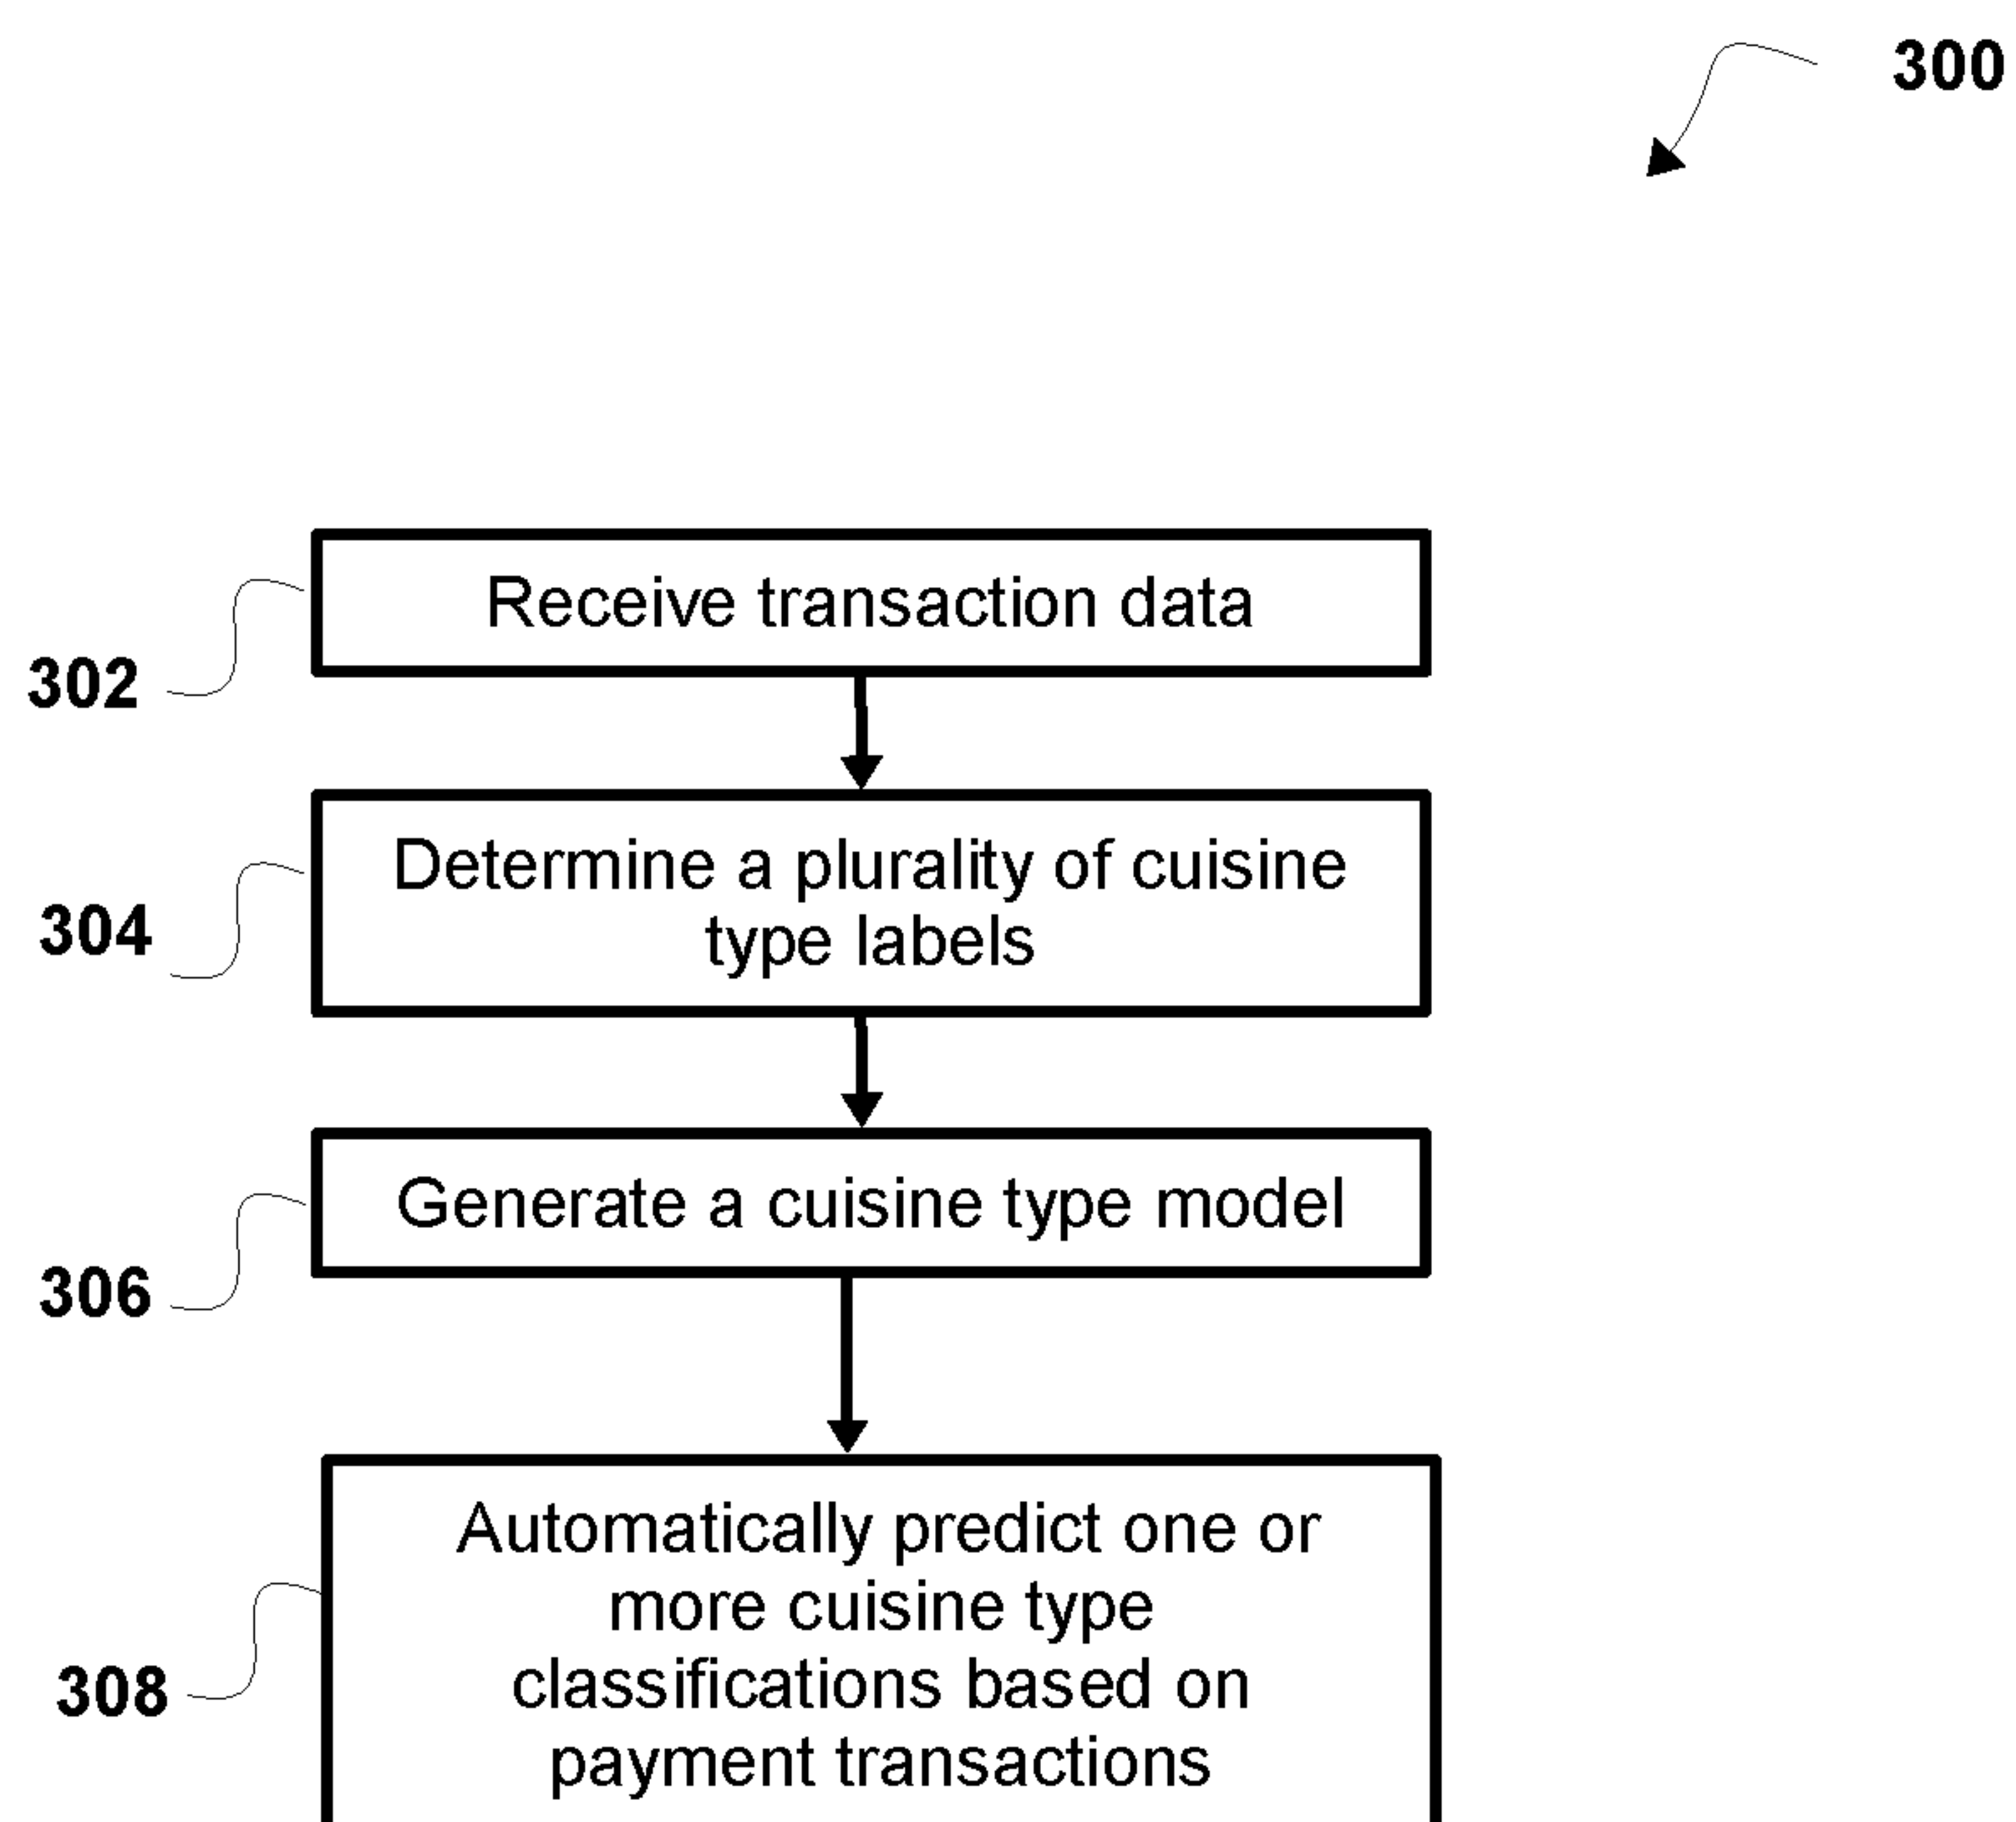 300
Receive transaction data
302
Determine a plurality of cuisine
type labels
304
Generate a cuisine type model
306
Automatically predict one or
more cuisine type
classifications based on
payment transactions
308